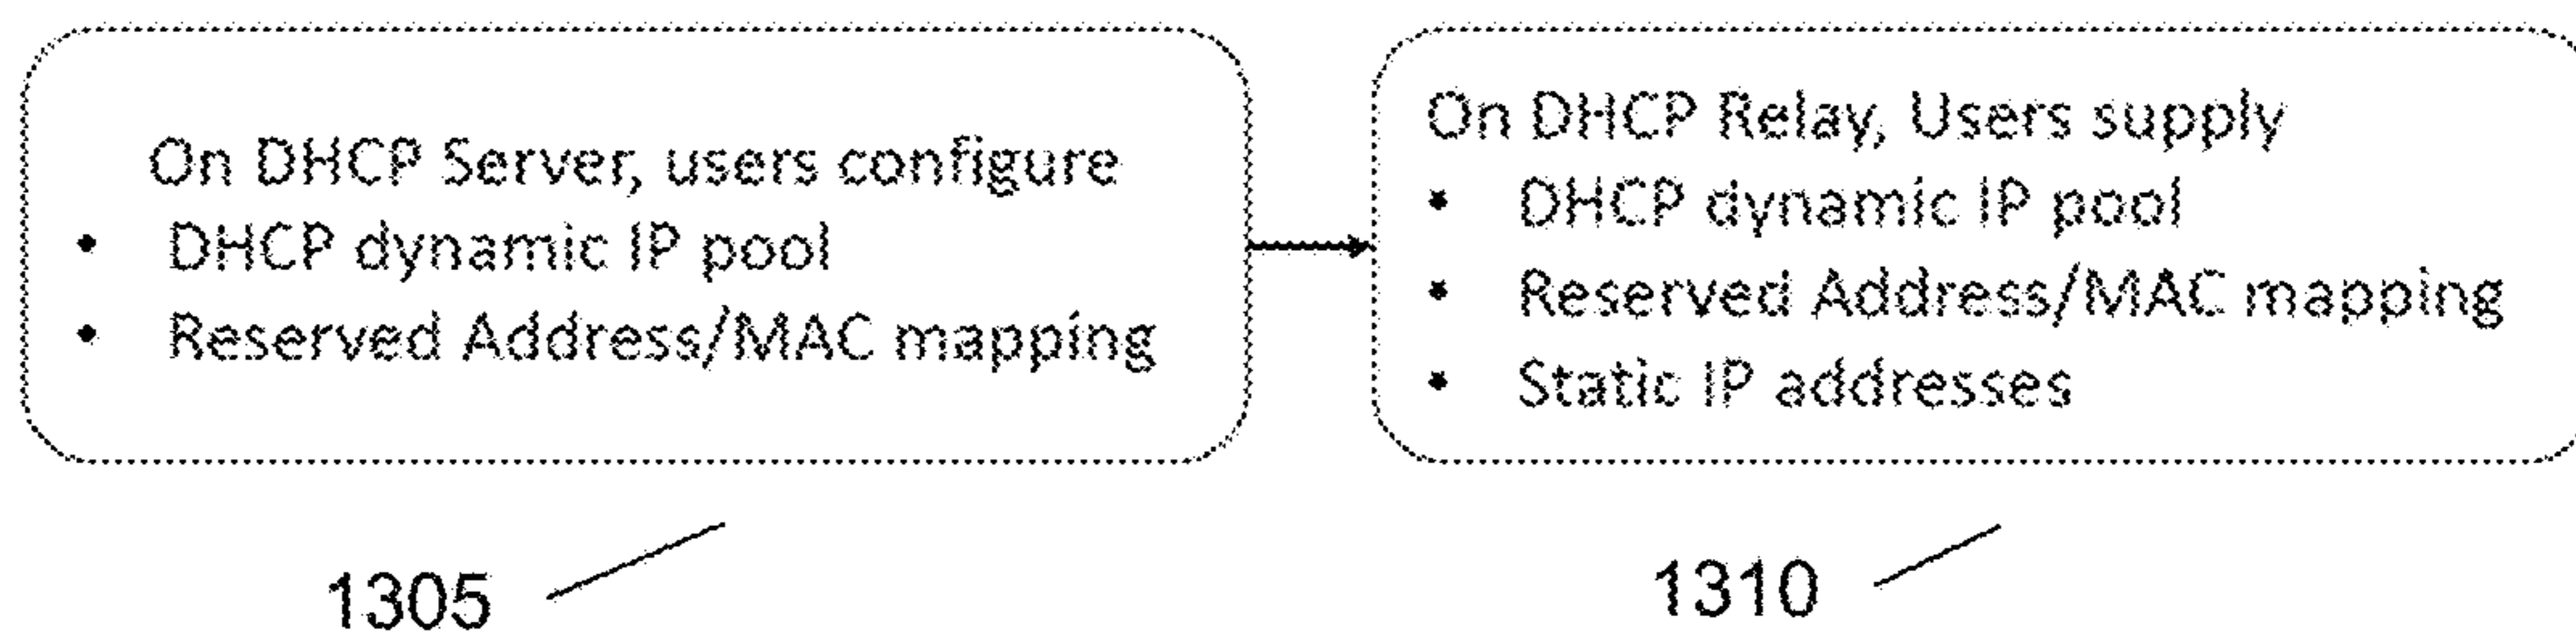 On DHCP Server, users configure
• DHCP dynamic IP pool
• Reserved Address/MAC mapping
On DHCP Relay, Users supply
• DHCP dynamic IP pool
• Reserved Address/MAC mapping
• Static IP addresses
1305
1310